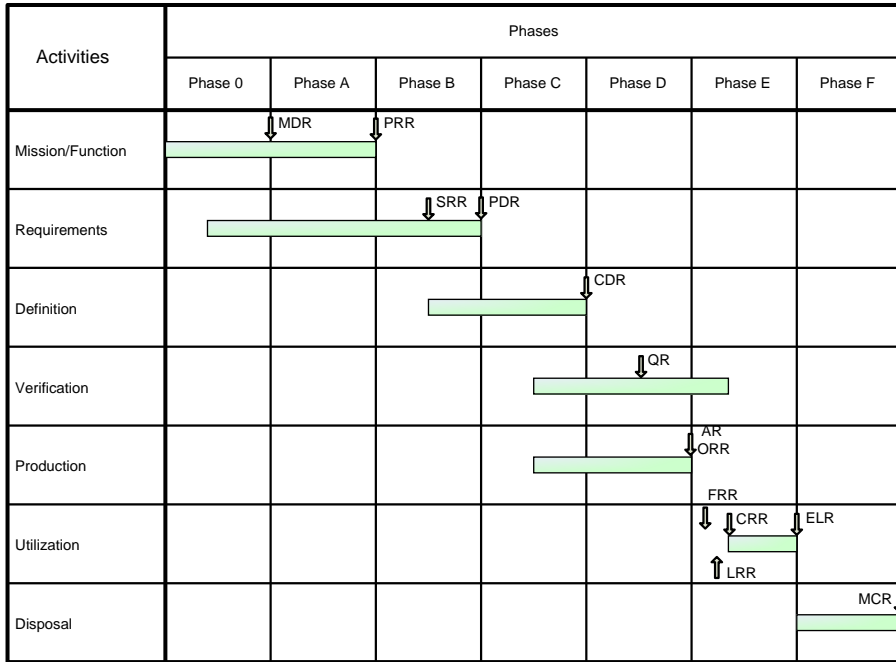 Activities
Phases
Phase 0 Phase A Phase B Phase C Phase D Phase E Phase F
MDR PRR
Mission/Function
SRR PDR
Requirements
CDR
Definition
QR
Verification
AR
ORR
Production
FRR
CRR ELR
Utilization
LRR
MCR
Disposal